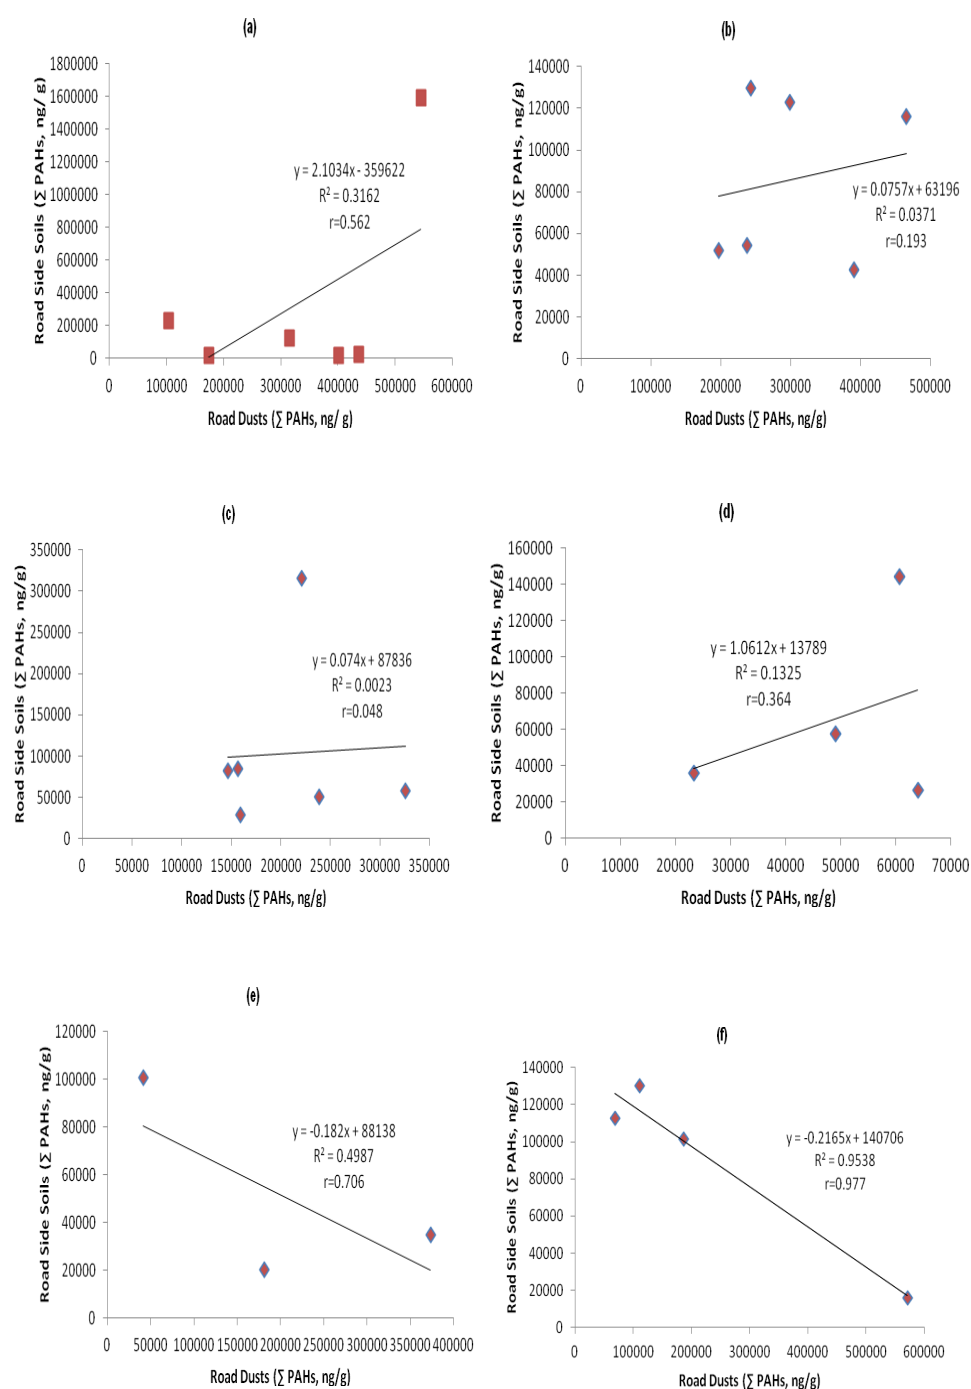 (a)
Road Side Soils (∑ PAHs, ng/ g)
1800000
1600000
1400000
1200000
1000000
800000
600000
400000
200000
0
y = 2.1034x - 359622
R² = 0.3162
r=0.562
0 100000 200000 300000 400000 500000 600000
Road Dusts (∑ PAHs, ng/ g)
(b)
Road Side Soils (∑ PAHs, ng/g)
140000
120000
100000
80000
60000
40000
20000
0
y = 0.0757x + 63196
R² = 0.0371
r=0.193
0 100000 200000 300000 400000 500000
Road Dusts (∑ PAHs, ng/g)
(c)
Road Side Soils (∑ PAHs, ng/g)
350000
300000
250000
200000
150000
100000
50000
0
y = 0.074x + 87836
R² = 0.0023
r=0.048
0 50000 100000 150000 200000 250000 300000 350000
Road Dusts (∑ PAHs, ng/g)
(d)
Road Side Soils (∑ PAHs, ng/g)
160000
140000
120000
100000
80000
60000
40000
20000
0
y = 1.0612x + 13789
R² = 0.1325
r=0.364
0 10000 20000 30000 40000 50000 60000 70000
Road Dusts (∑ PAHs, ng/g)
(e)
Road Side Soils (∑ PAHs, ng/g)
120000
100000
80000
60000
40000
20000
0
y = -0.182x + 88138
R² = 0.4987
r=0.706
0 50000 100000 150000 200000 250000 300000 350000 400000
Road Dusts (∑ PAHs, ng/g)
(f)
Road Side Soils (∑ PAHs, ng/g)
140000
120000
100000
80000
60000
40000
20000
0
y = -0.2165x + 140706
R² = 0.9538
r=0.977
0 100000 200000 300000 400000 500000 600000
Road Dusts (∑ PAHs, ng/g)